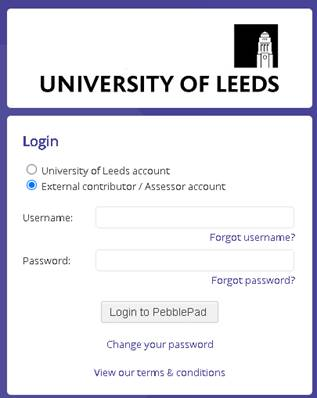 UNIVERSITY OF LEEDS
Login
University of Leeds account
External contributor / Assessor account
Username:
Forgot username?
Password:
Forgot password?
Login to PebblePad
Change your password
View our terms & conditions